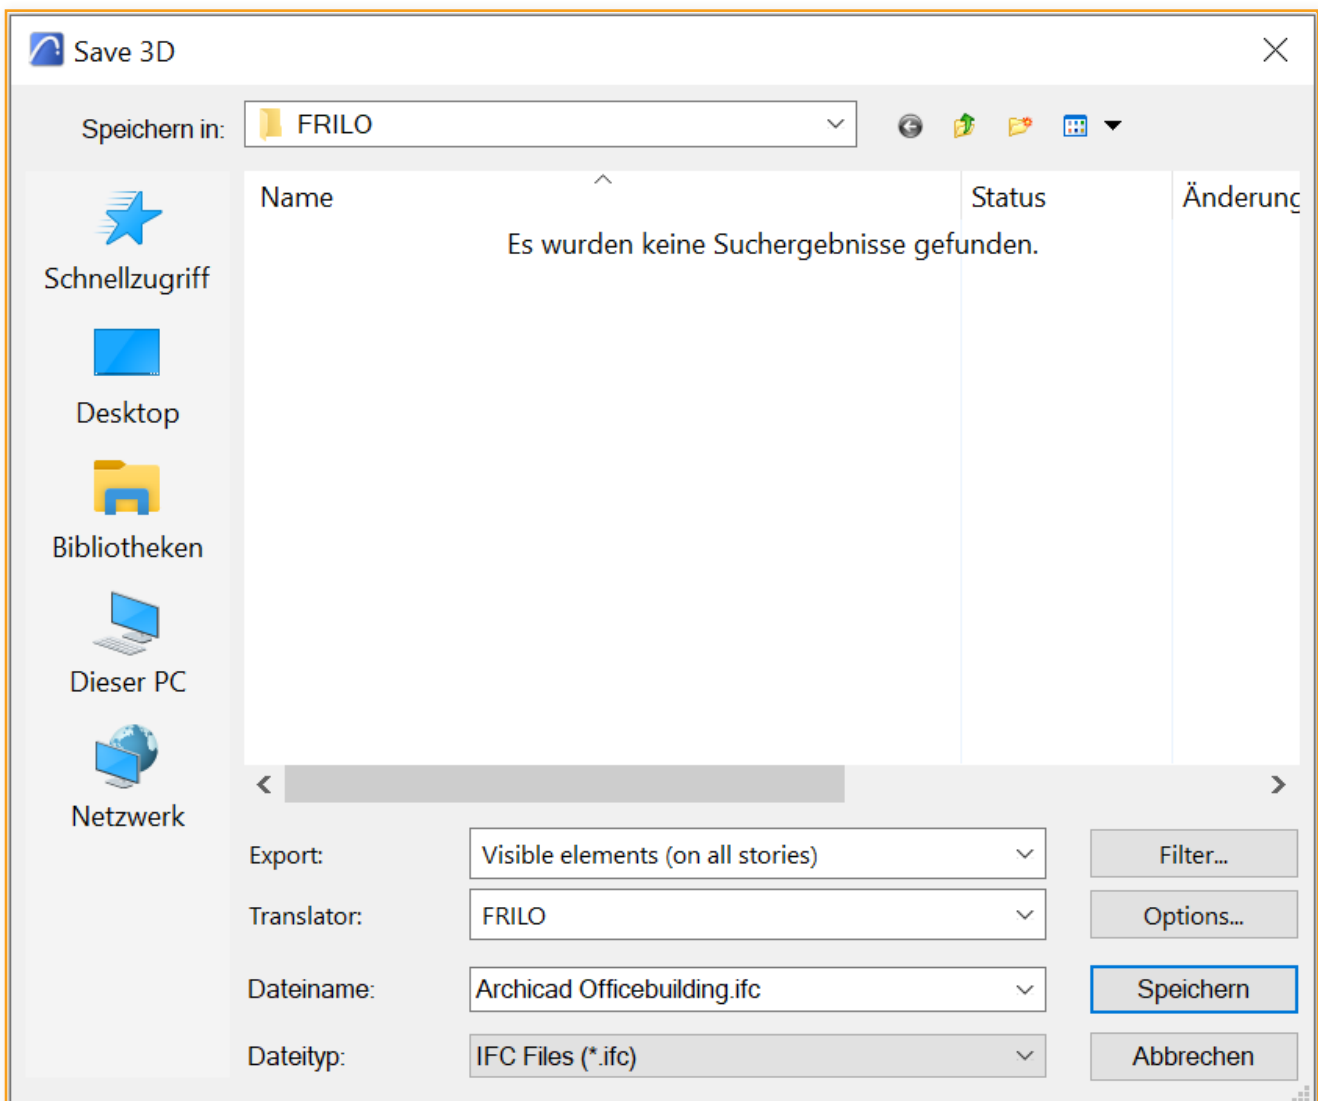 Save 3D
Speichern in:
FRILO
Name
Status
Änderung
Es wurden keine Suchergebnisse gefunden.
Schnellzugriff
Desktop
Bibliotheken
Dieser PC
Netzwerk
Export:
Visible elements (on all stories)
Filter...
Translator:
FRILO
Options...
Dateiname:
Archicad Officebuilding.ifc
Speichern
Dateityp:
IFC Files (*.ifc)
Abbrechen